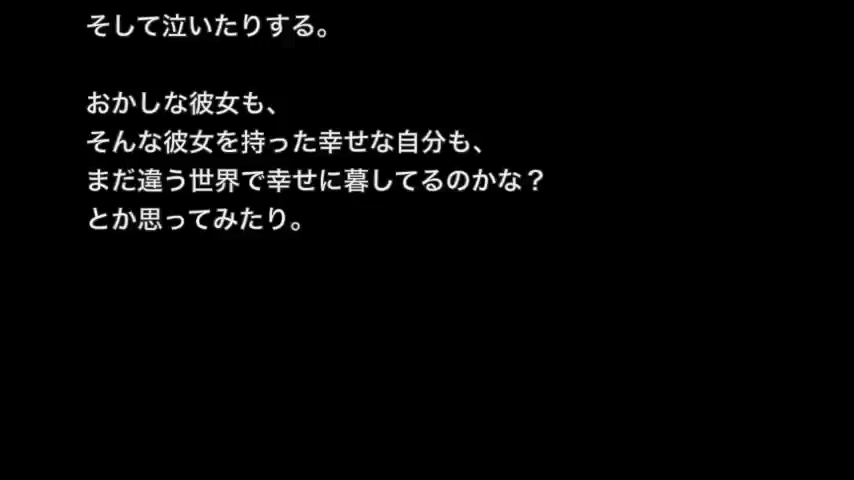 そして泣いたりする。
おかしな彼女も、
そんな彼女を持った幸せな自分も、
まだ違う世界で幸せに暮してるのかな？
とか思ってみたり。